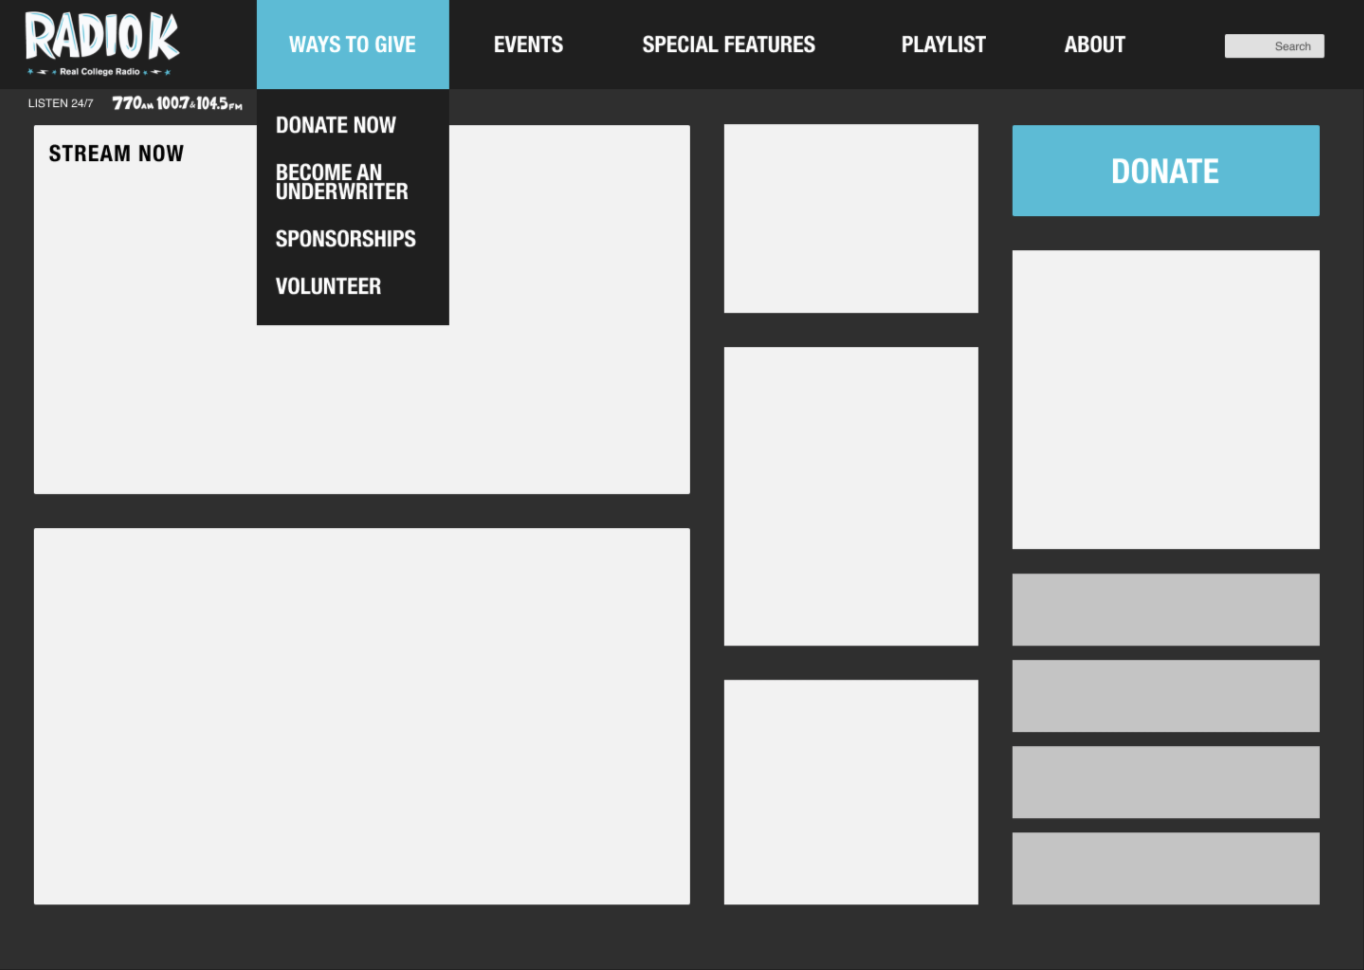 RADIO K
Real College Radio
WAYS TO GIVE
EVENTS
SPECIAL FEATURES
PLAYLIST
ABOUT
Search
LISTEN 24/7
770AM 100.7&104.5FM
DONATE NOW
BECOME AN
UNDERWRITER
SPONSORSHIPS
VOLUNTEER
STREAM NOW
DONATE